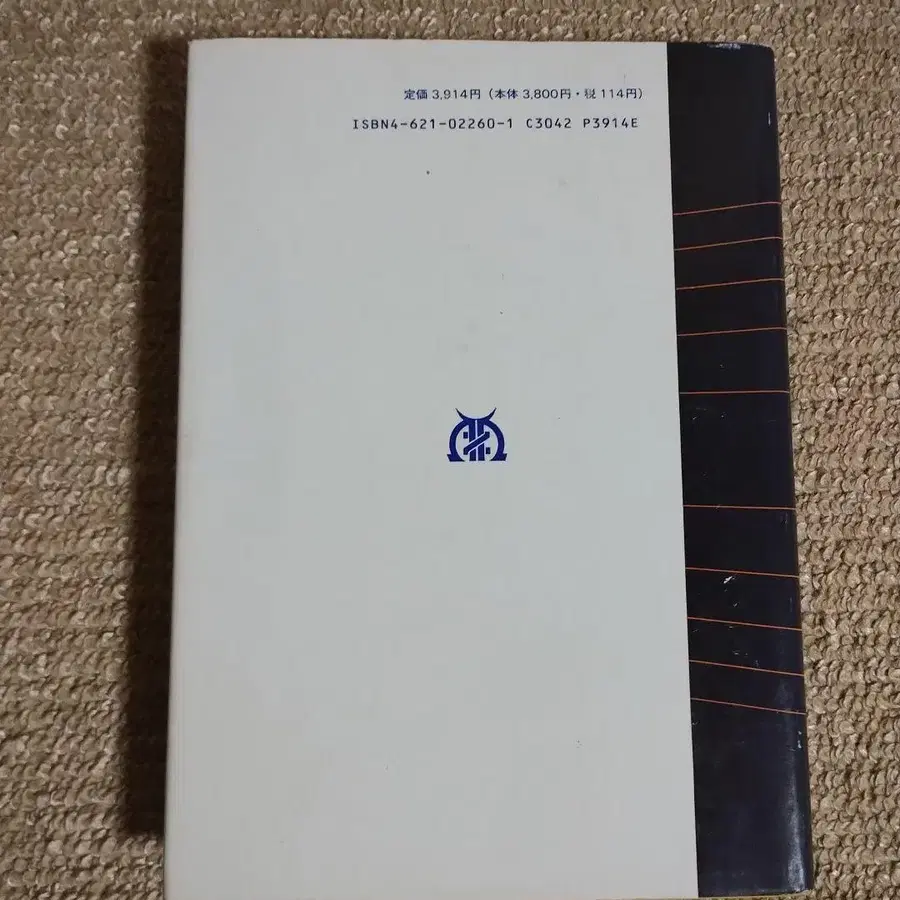 定価 3,914円（本体 3,800円・税 114円）
ISBN4-621-02260-1 C3042 P3914E